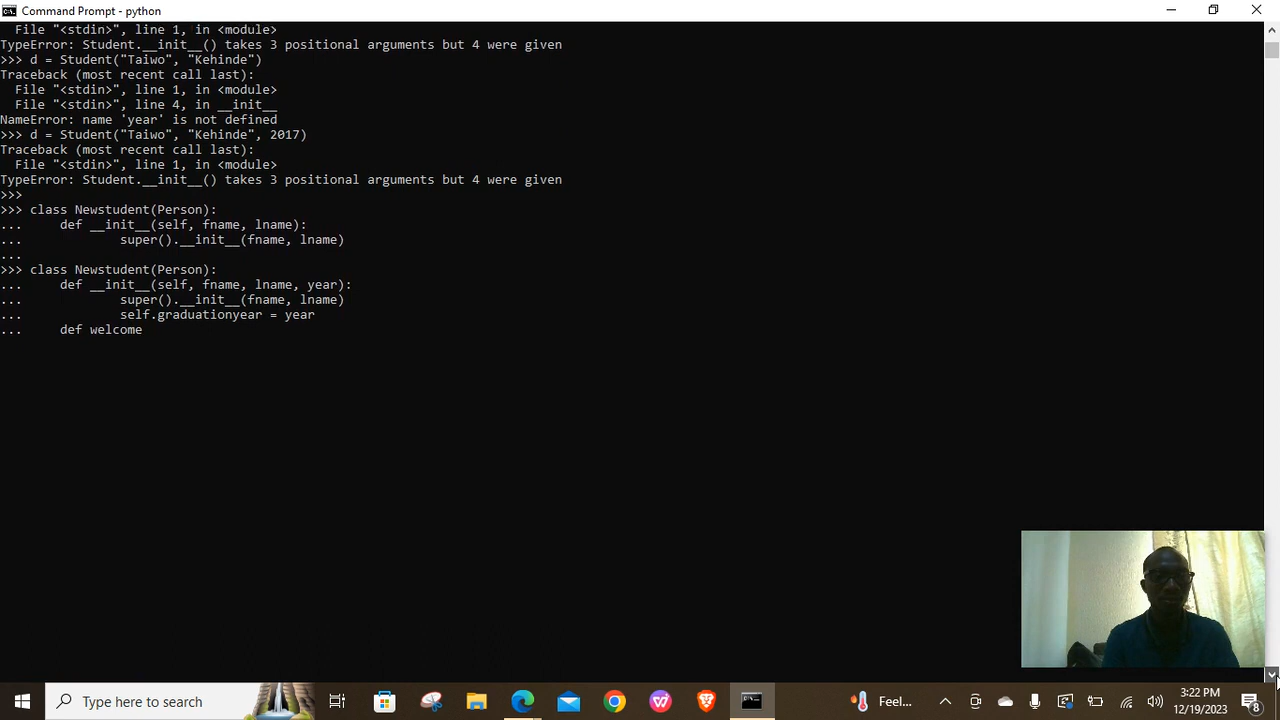 Command Prompt - python
  File "<stdin>", line 1, in <module>
TypeError: Student.__init__() takes 3 positional arguments but 4 were given
>>> d = Student("Taiwo", "Kehinde")
Traceback (most recent call last):
  File "<stdin>", line 1, in <module>
  File "<stdin>", line 4, in __init__
NameError: name 'year' is not defined
>>> d = Student("Taiwo", "Kehinde", 2017)
Traceback (most recent call last):
  File "<stdin>", line 1, in <module>
TypeError: Student.__init__() takes 3 positional arguments but 4 were given
>>>
>>> class Newstudent(Person):
...     def __init__(self, fname, lname):
...             super().__init__(fname, lname)
...
>>> class Newstudent(Person):
...     def __init__(self, fname, lname, year):
...             super().__init__(fname, lname)
...             self.graduationyear = year
...     def welcome
Type here to search
Feel...
3:22 PM
12/19/2023
8